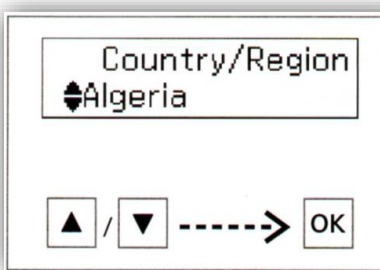 Country/Region
Algeria
▲ / ▼ -----> OK